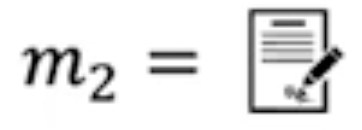 m₂ =